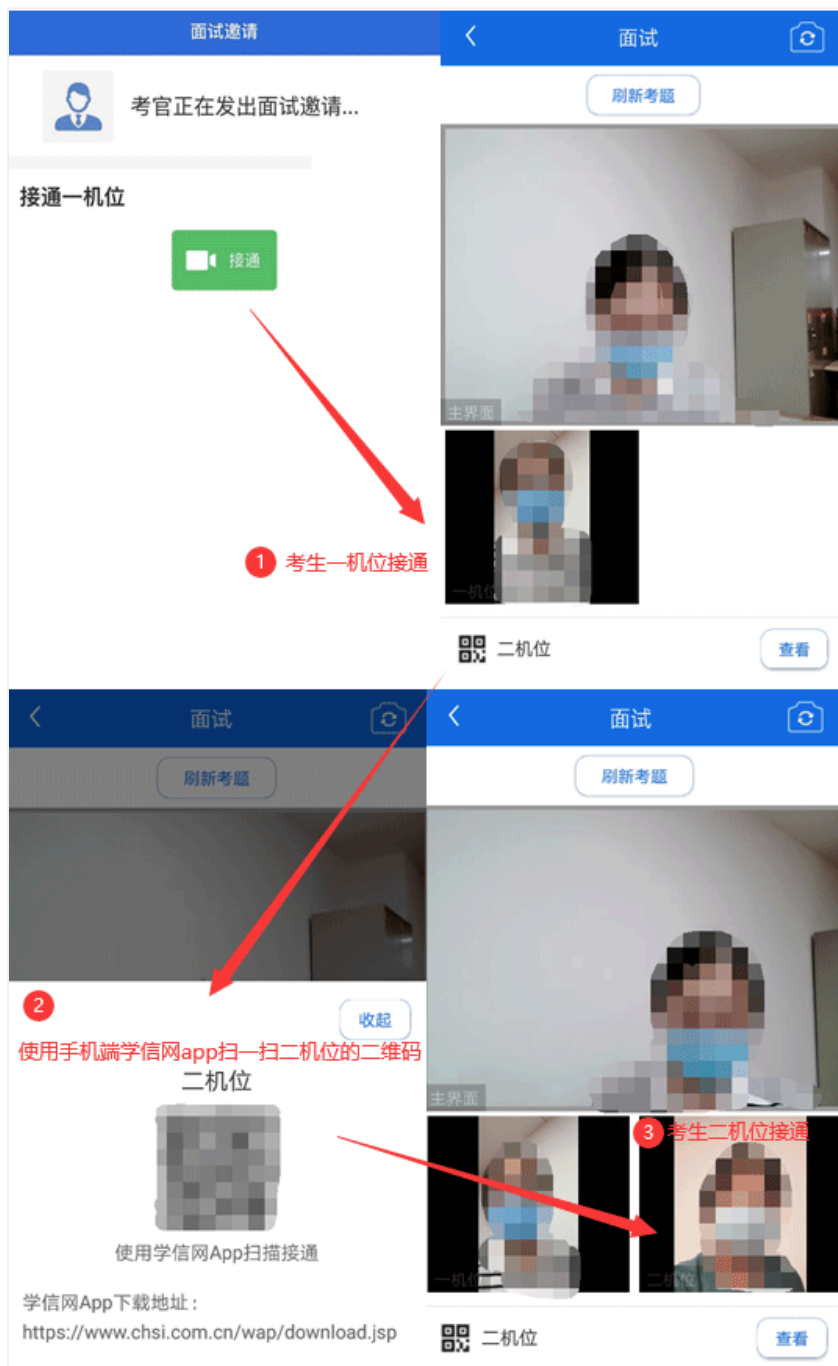 面试邀请
考官正在发出面试邀请...
接通一机位
接通
1 考生一机位接通
面试
刷新考题
主界面
一机位
二机位
查看
面试
刷新考题
2
收起
使用手机端学信网app扫一扫二机位的二维码
二机位
使用学信网App扫描接通
学信网App下载地址：
https://www.chsi.com.cn/wap/download.jsp
面试
刷新考题
主界面
3 考生二机位接通
一机位
二机位
二机位
查看